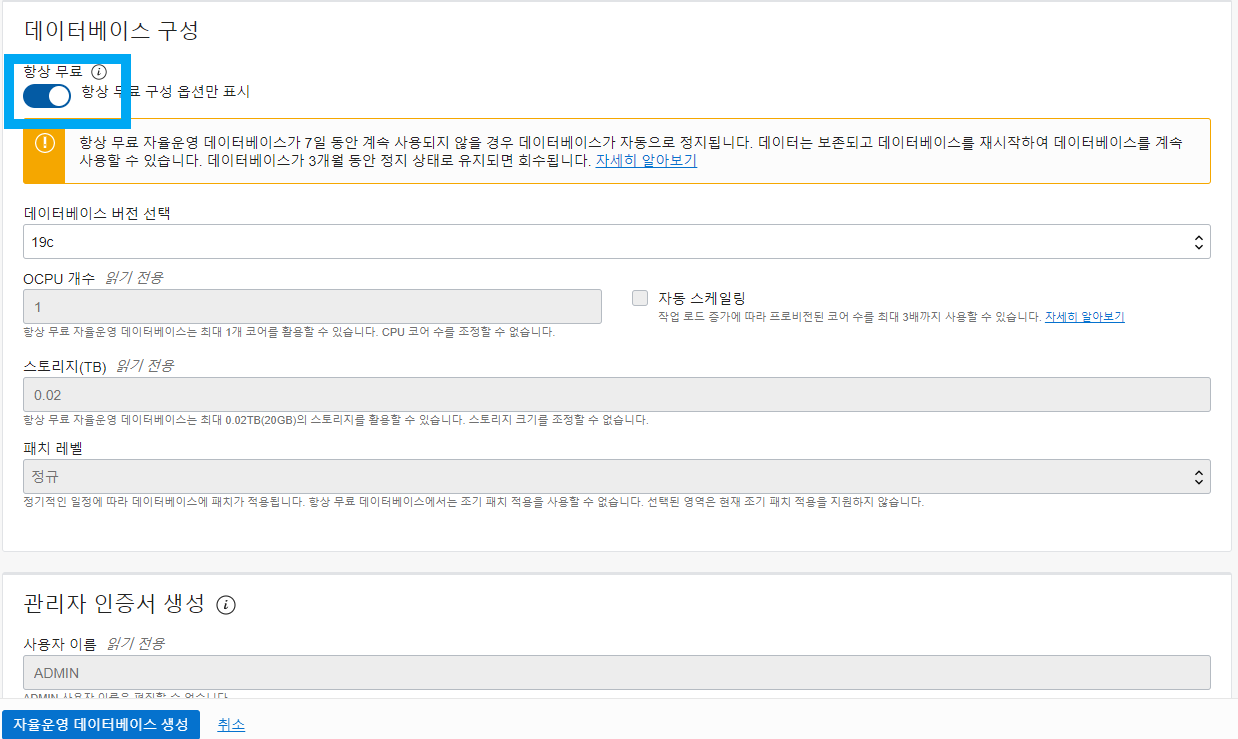 데이터베이스 구성
항상 무료
항상 무료 구성 옵션만 표시
항상 무료 자율운영 데이터베이스가 7일 동안 계속 사용되지 않을 경우 데이터베이스가 자동으로 정지됩니다. 데이터는 보존되고 데이터베이스를 재시작하여 데이터베이스를 계속
사용할 수 있습니다. 데이터베이스가 3개월 동안 정지 상태로 유지되면 회수됩니다. 자세히 알아보기
데이터베이스 버전 선택
19c
OCPU 개수 읽기 전용
1
항상 무료 자율운영 데이터베이스는 최대 1개 코어를 활용할 수 있습니다. CPU 코어 수를 조정할 수 없습니다.
자동 스케일링
작업 로드 증가에 따라 프로비전된 코어 수를 최대 3배까지 사용할 수 있습니다. 자세히 알아보기
스토리지(TB) 읽기 전용
0.02
항상 무료 자율운영 데이터베이스는 최대 0.02TB(20GB)의 스토리지를 활용할 수 있습니다. 스토리지 크기를 조정할 수 없습니다.
패치 레벨
정규
정기적인 일정에 따라 데이터베이스에 패치가 적용됩니다. 항상 무료 데이터베이스에서는 조기 패치 적용을 사용할 수 없습니다. 선택된 영역은 현재 조기 패치 적용을 지원하지 않습니다.
관리자 인증서 생성
사용자 이름 읽기 전용
ADMIN
ADMIN 사용자 이름은 편집할 수 없습니다
자율운영 데이터베이스 생성
취소